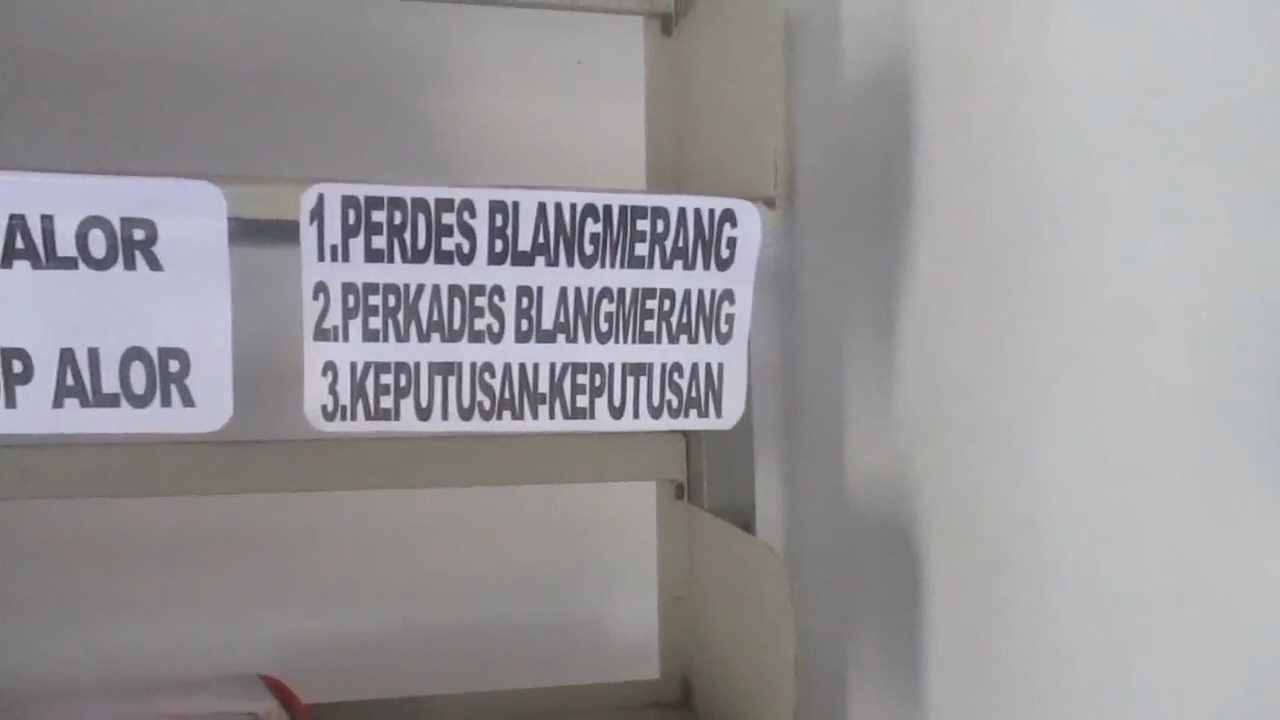 ALOR
P ALOR
1.PERDES BLANGMERANG
2.PERKADES BLANGMERANG
3.KEPUTUSAN-KEPUTUSAN